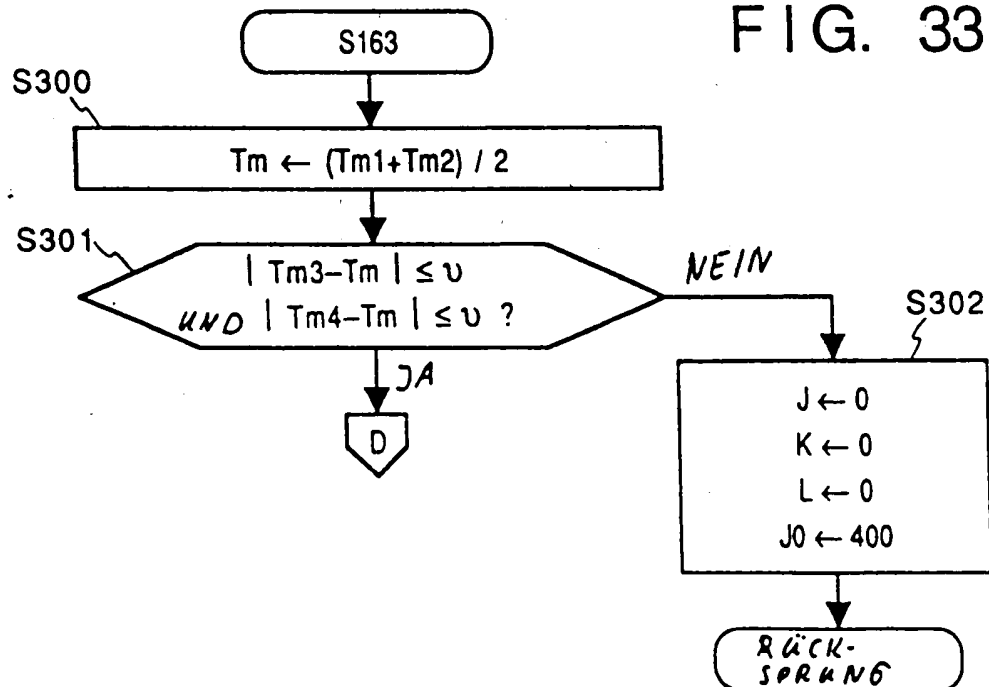 FIG. 33
S163
S300
Tm ← (Tm1+Tm2) / 2
S301
| Tm3–Tm | ≤ υ
UND | Tm4–Tm | ≤ υ ?
NEIN
JA
D
S302
J ← 0
K ← 0
L ← 0
J0 ← 400
RÜCK-
SPRUNG